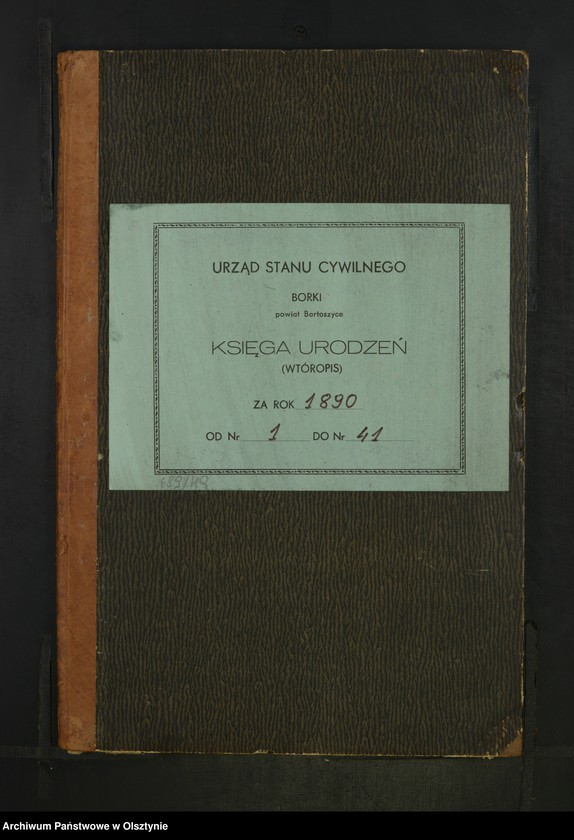 URZĄD STANU CYWILNEGO
BORKI
powiat Bartoszyce
KSIĘGA URODZEŃ
(WTÓROPIS)
ZA ROK 1890
OD Nr 1 DO Nr 41
Archiwum Państwowe w Olsztynie